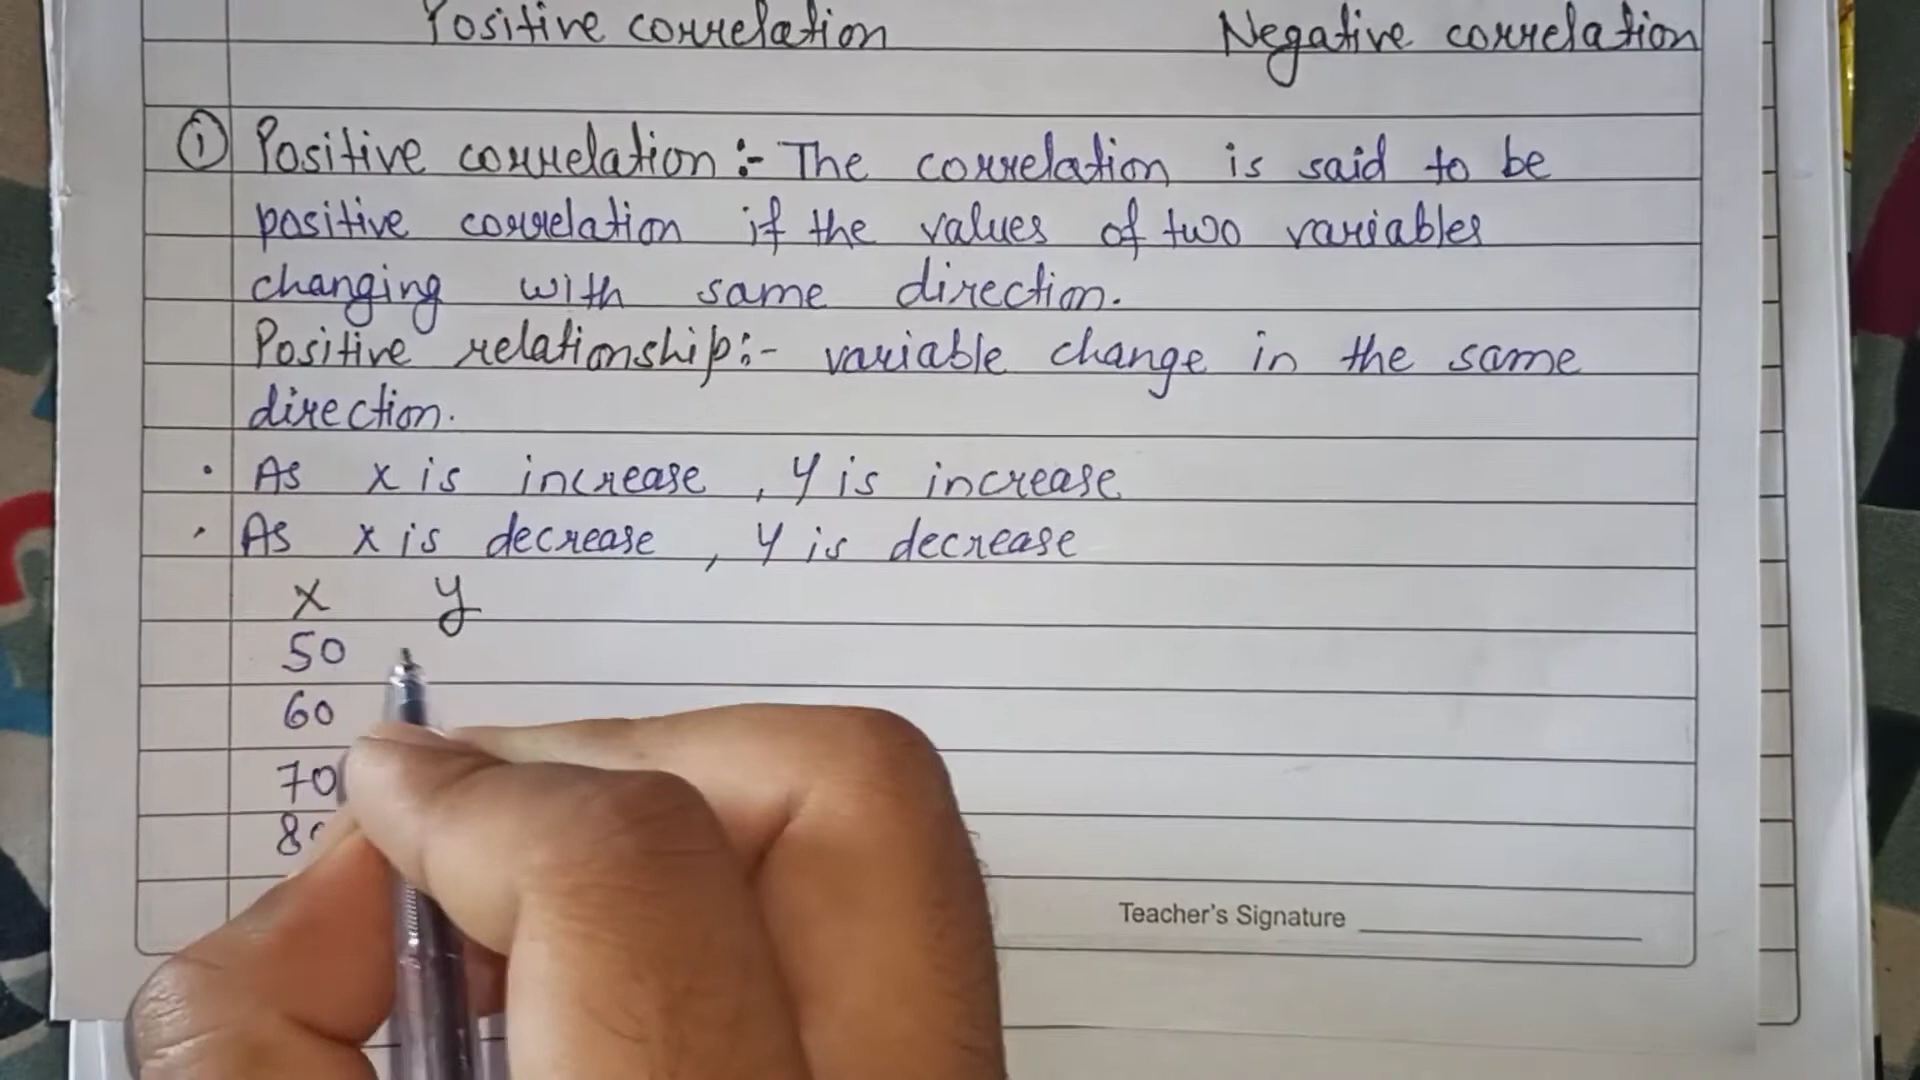 Positive correlation Negative correlation
① Positive correlation :- The correlation is said to be
positive correlation if the values of two variables
changing with same direction.
Positive relationship:- variable change in the same
direction.
· As x is increase , y is increase
· As x is decrease , y is decrease
x y
50
60
70
Teacher's Signature